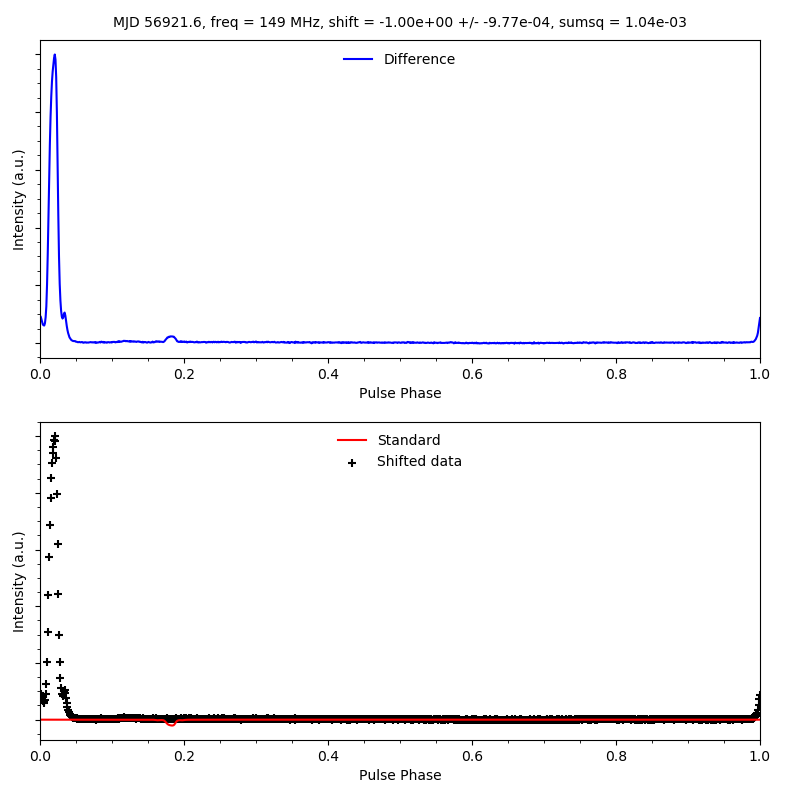 MJD 56921.6, freq = 149 MHz, shift = -1.00e+00 +/- -9.77e-04, sumsq = 1.04e-03
Difference
Intensity (a.u.)
0.0 0.2 0.4 0.6 0.8 1.0
Pulse Phase
Standard
Shifted data
Intensity (a.u.)
0.0 0.2 0.4 0.6 0.8 1.0
Pulse Phase